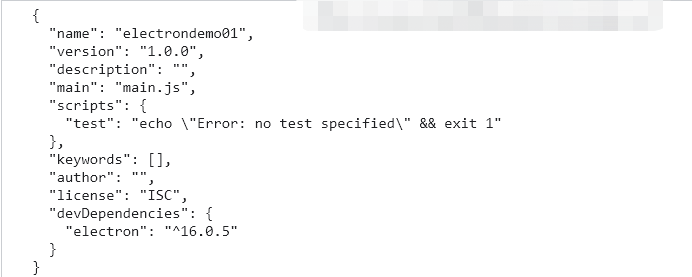 {
"name": "electrondemo01",
"version": "1.0.0",
"description": "",
"main": "main.js",
"scripts": {
"test": "echo \"Error: no test specified\" && exit 1"
},
"keywords": [],
"author": "",
"license": "ISC",
"devDependencies": {
"electron": "^16.0.5"
}
}